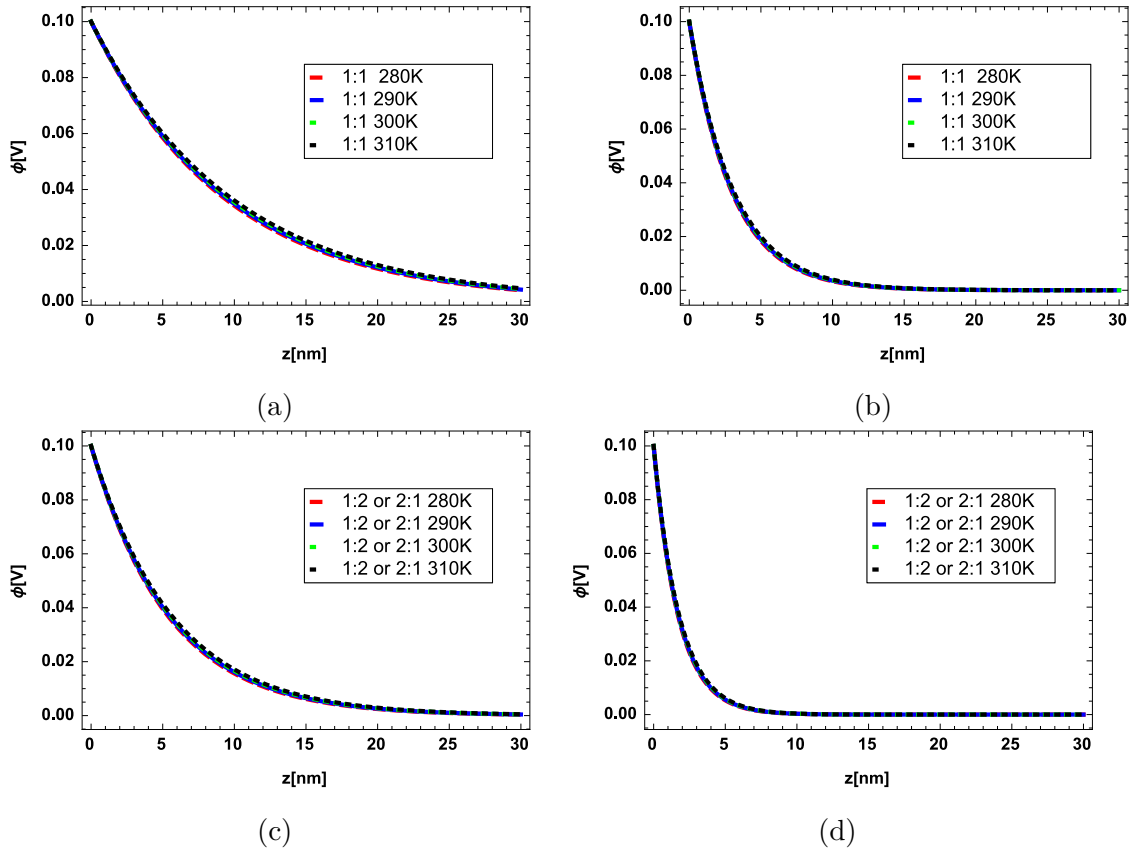 0.10
0.08
0.06
0.04
0.02
0.00
ϕ[V]
1:1 280K
1:1 290K
1:1 300K
1:1 310K
0 5 10 15 20 25 30
z[nm]
(a)
0.10
0.08
0.06
0.04
0.02
0.00
ϕ[V]
1:1 280K
1:1 290K
1:1 300K
1:1 310K
0 5 10 15 20 25 30
z[nm]
(b)
0.10
0.08
0.06
0.04
0.02
0.00
ϕ[V]
1:2 or 2:1 280K
1:2 or 2:1 290K
1:2 or 2:1 300K
1:2 or 2:1 310K
0 5 10 15 20 25 30
z[nm]
(c)
0.10
0.08
0.06
0.04
0.02
0.00
ϕ[V]
1:2 or 2:1 280K
1:2 or 2:1 290K
1:2 or 2:1 300K
1:2 or 2:1 310K
0 5 10 15 20 25 30
z[nm]
(d)